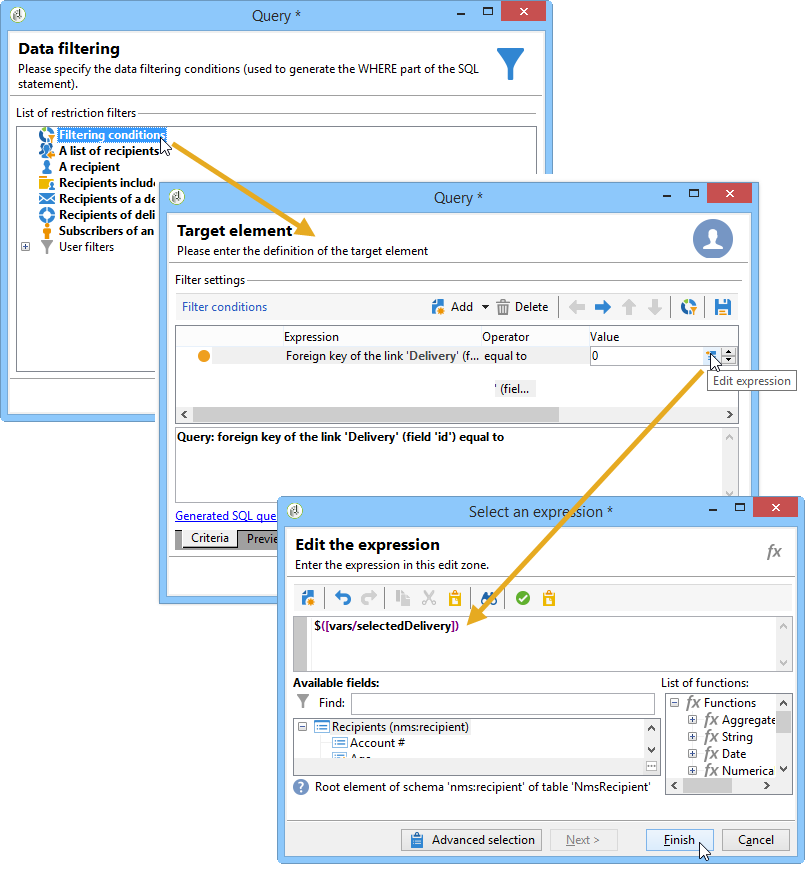 Query *
Data filtering
Please specify the data filtering conditions (used to generate the WHERE part of the SQL
statement).
List of restriction filters
Filtering conditions
A list of recipients
A recipient
Recipients include
Recipients of a de
Recipients of deli
Subscribers of an
User filters
Query *
Target element
Please enter the definition of the target element
Filter settings
Filter conditions Add Delete
Expression Operator Value
Foreign key of the link 'Delivery' (f... equal to 0
Edit expression
' (fiel...
Query: foreign key of the link 'Delivery' (field 'id') equal to
Generated SQL que
Criteria Previe
Select an expression *
Edit the expression
Enter the expression in this edit zone.
fx
$([vars/selectedDelivery])
Available fields: List of functions:
Find:
Recipients (nms:recipient)
Account #
fx Functions
fx Aggregate
fx String
fx Date
fx Numerica
Root element of schema 'nms:recipient' of table 'NmsRecipient'
Advanced selection Next > Finish Cancel